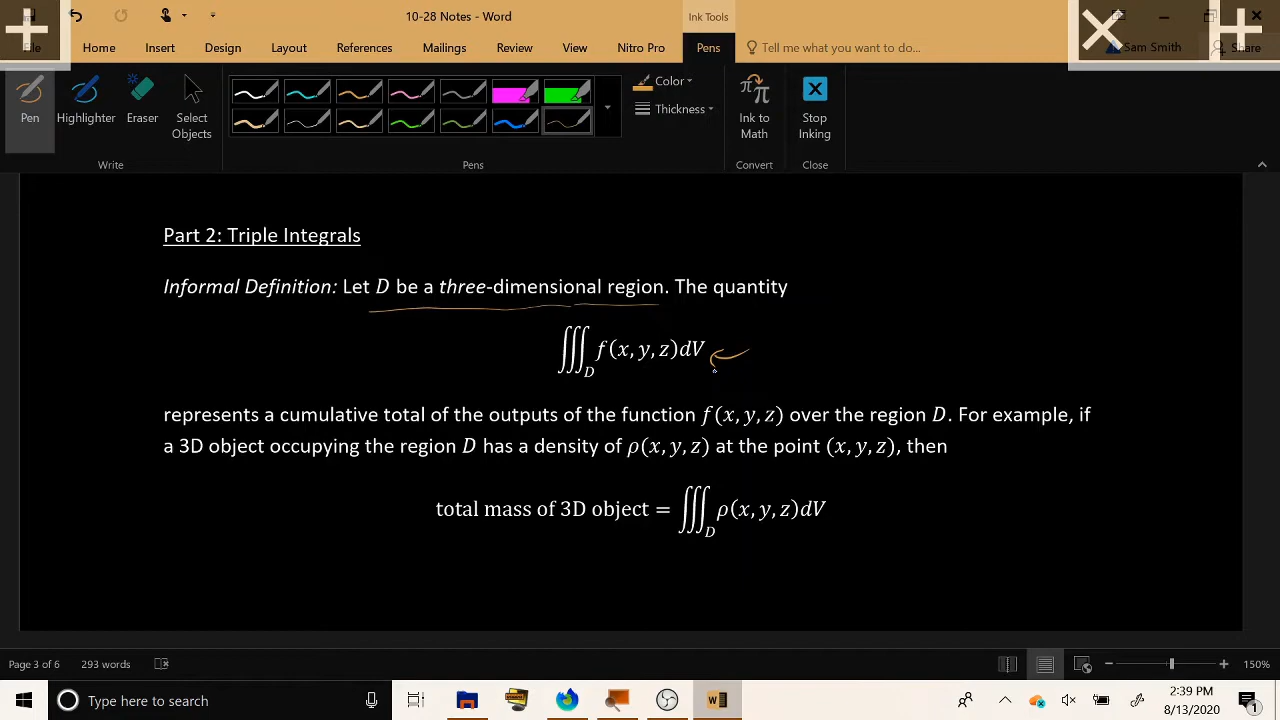 10-28 Notes - Word
Ink Tools
File Home Insert Design Layout References Mailings Review View Nitro Pro Pens Tell me what you want to do... Sam Smith Share
Pen Highlighter Eraser Select Objects
Color
Thickness
Ink to Math Stop Inking
Write Pens Convert Close
Part 2: Triple Integrals
Informal Definition: Let D be a three-dimensional region. The quantity
∭_D f(x, y, z)dV
represents a cumulative total of the outputs of the function f(x, y, z) over the region D. For example, if
a 3D object occupying the region D has a density of ρ(x, y, z) at the point (x, y, z), then
total mass of 3D object = ∭_D ρ(x, y, z)dV
Page 3 of 6 293 words 150%
Type here to search
2:39 PM
8/13/2020
1